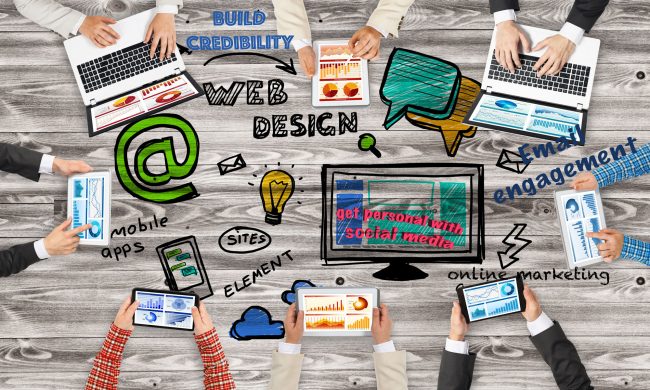 BUILD
CREDIBILITY
WEB
DESIGN
@
Email
engagement
mobile
apps
SITES
ELEMENT
get personal with
social media
online marketing